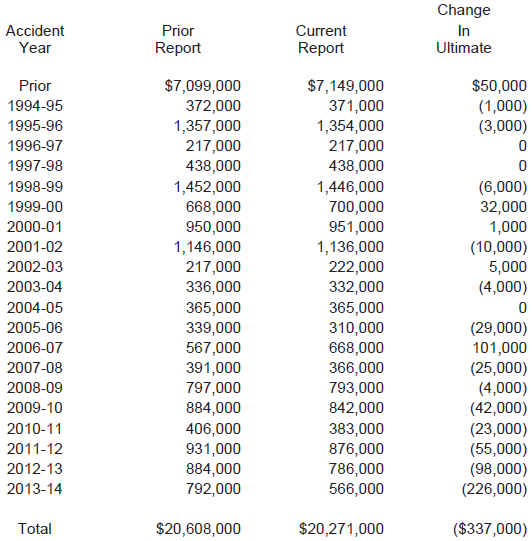 Change
Accident Prior Current In
Year Report Report Ultimate
Prior $7,099,000 $7,149,000 $50,000
1994-95 372,000 371,000 (1,000)
1995-96 1,357,000 1,354,000 (3,000)
1996-97 217,000 217,000 0
1997-98 438,000 438,000 0
1998-99 1,452,000 1,446,000 (6,000)
1999-00 668,000 700,000 32,000
2000-01 950,000 951,000 1,000
2001-02 1,146,000 1,136,000 (10,000)
2002-03 217,000 222,000 5,000
2003-04 336,000 332,000 (4,000)
2004-05 365,000 365,000 0
2005-06 339,000 310,000 (29,000)
2006-07 567,000 668,000 101,000
2007-08 391,000 366,000 (25,000)
2008-09 797,000 793,000 (4,000)
2009-10 884,000 842,000 (42,000)
2010-11 406,000 383,000 (23,000)
2011-12 931,000 876,000 (55,000)
2012-13 884,000 786,000 (98,000)
2013-14 792,000 566,000 (226,000)
Total $20,608,000 $20,271,000 ($337,000)